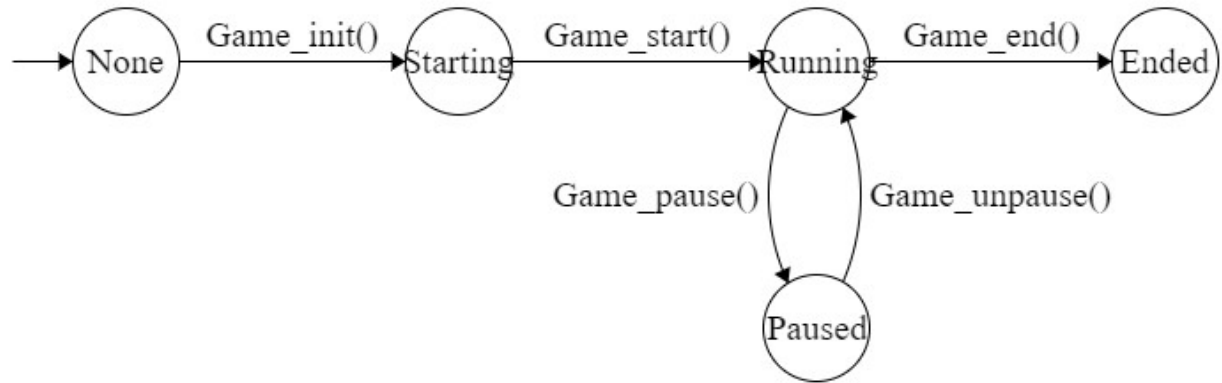 Game_init()
Game_start()
Game_end()
None
Starting
Running
Ended
Game_pause()
Game_unpause()
Paused